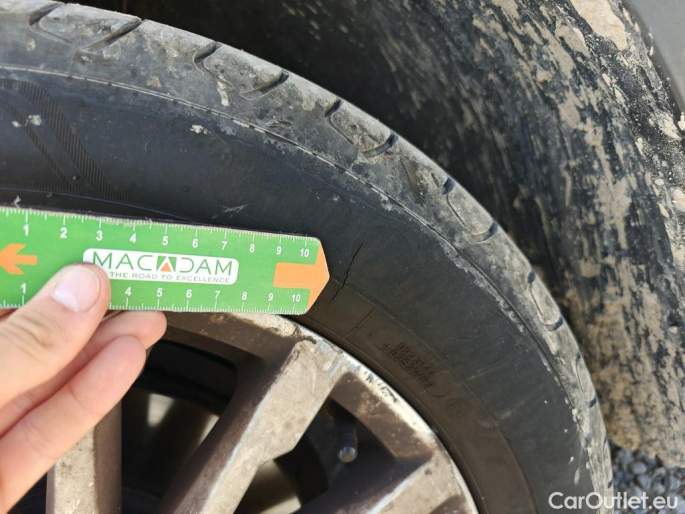 1 2 3 4 5 6 7 8 9 10
MACADAM
THE ROAD TO EXCELLENCE
1 4 5 6 7 8 9 10
CarOutlet.eu